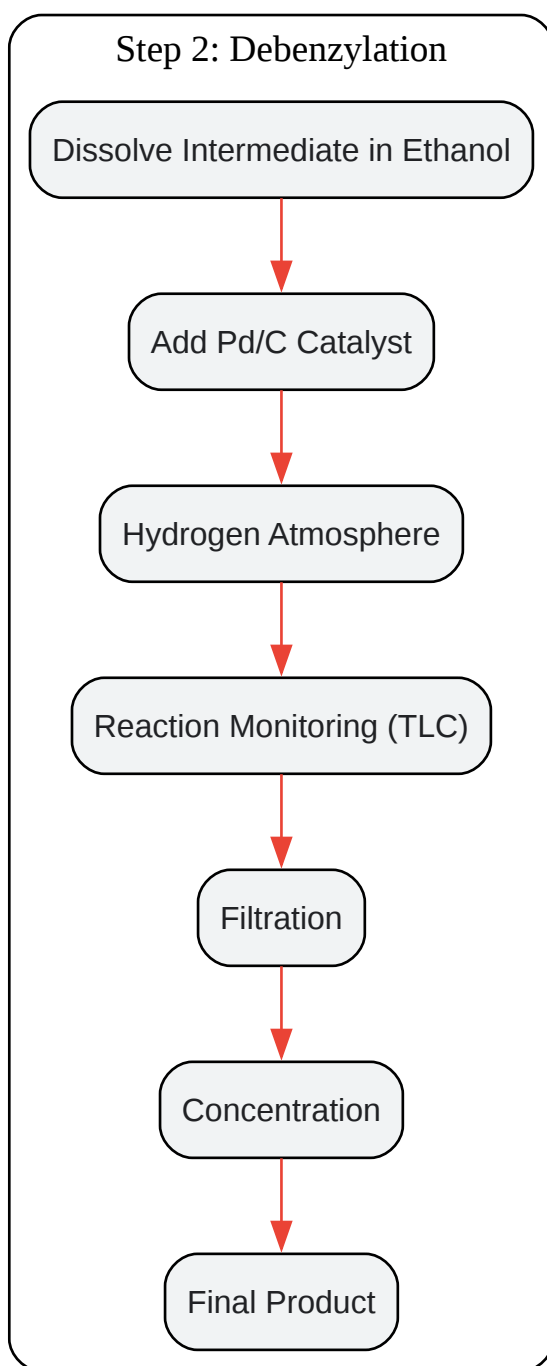 Step 2: Debenzylation
Dissolve Intermediate in Ethanol
Add Pd/C Catalyst
Hydrogen Atmosphere
Reaction Monitoring (TLC)
Filtration
Concentration
Final Product